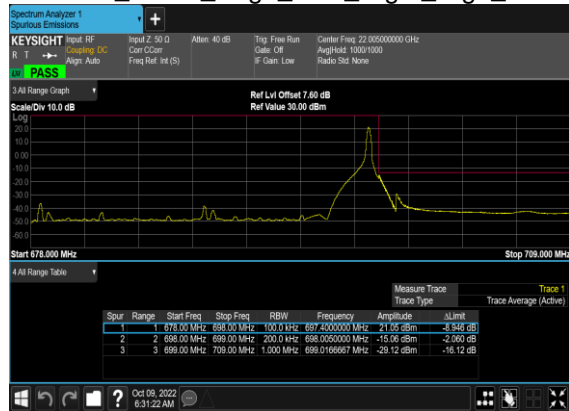 Spectrum Analyzer 1
Spurious Emissions
KEYSIGHT
R T
PASS
Input: RF
Coupling: DC
Align: Auto
Input Z: 50 Ω
Corr CCorr
Freq Ref: Int (S)
Atten: 40 dB
Trig: Free Run
Gate: Off
IF Gain: Low
Center Freq: 22.005000000 GHz
Avg|Hold: 1000/1000
Radio Std: None
3 All Range Graph
Scale/Div 10.0 dB
Ref Lvl Offset 7.60 dB
Ref Value 30.00 dBm
Log
20.0
10.0
0.00
-10.0
-20.0
-30.0
-40.0
-50.0
-60.0
Start 678.000 MHz
Stop 709.000 MHz
4 All Range Table
Measure Trace Trace 1
Trace Type Trace Average (Active)
Spur Range Start Freq Stop Freq RBW Frequency Amplitude ΔLimit
1 1 678.00 MHz 698.00 MHz 100.0 kHz 697.4000000 MHz 21.05 dBm -8.946 dB
2 2 698.00 MHz 699.00 MHz 200.0 kHz 698.0050000 MHz -15.06 dBm -2.060 dB
3 3 699.00 MHz 709.00 MHz 1.000 MHz 699.0166667 MHz -29.12 dBm -16.12 dB
?
Oct 09, 2022
6:31:22 AM